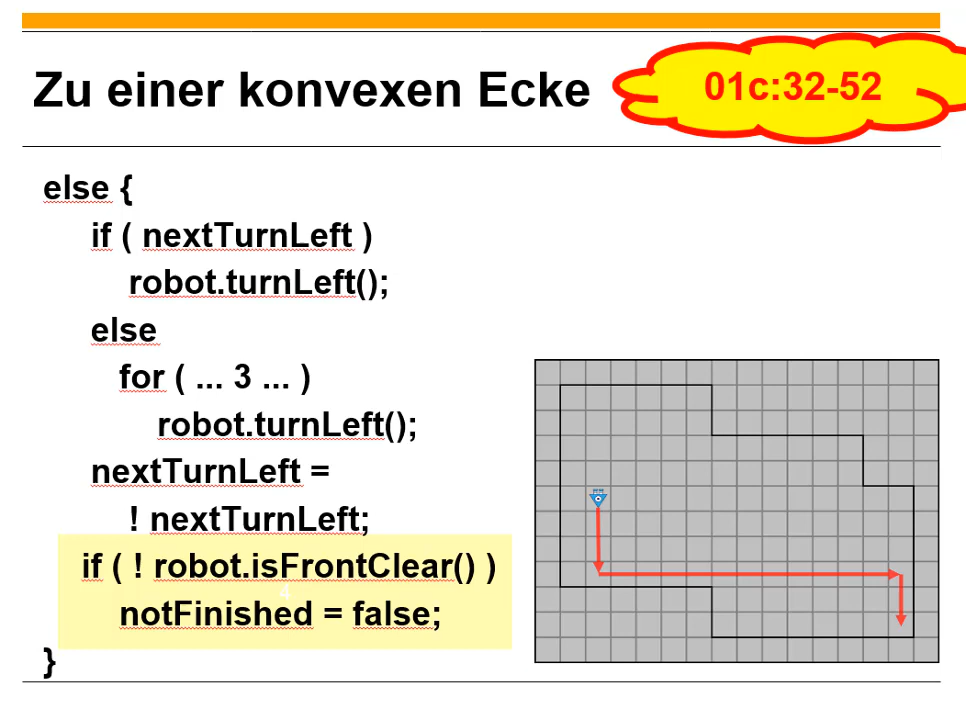 Zu einer konvexen Ecke
01c:32-52
else {
if ( nextTurnLeft )
robot.turnLeft();
else
for ( ... 3 ... )
robot.turnLeft();
nextTurnLeft =
! nextTurnLeft;
if ( ! robot.isFrontClear() )
4
notFinished = false;
}